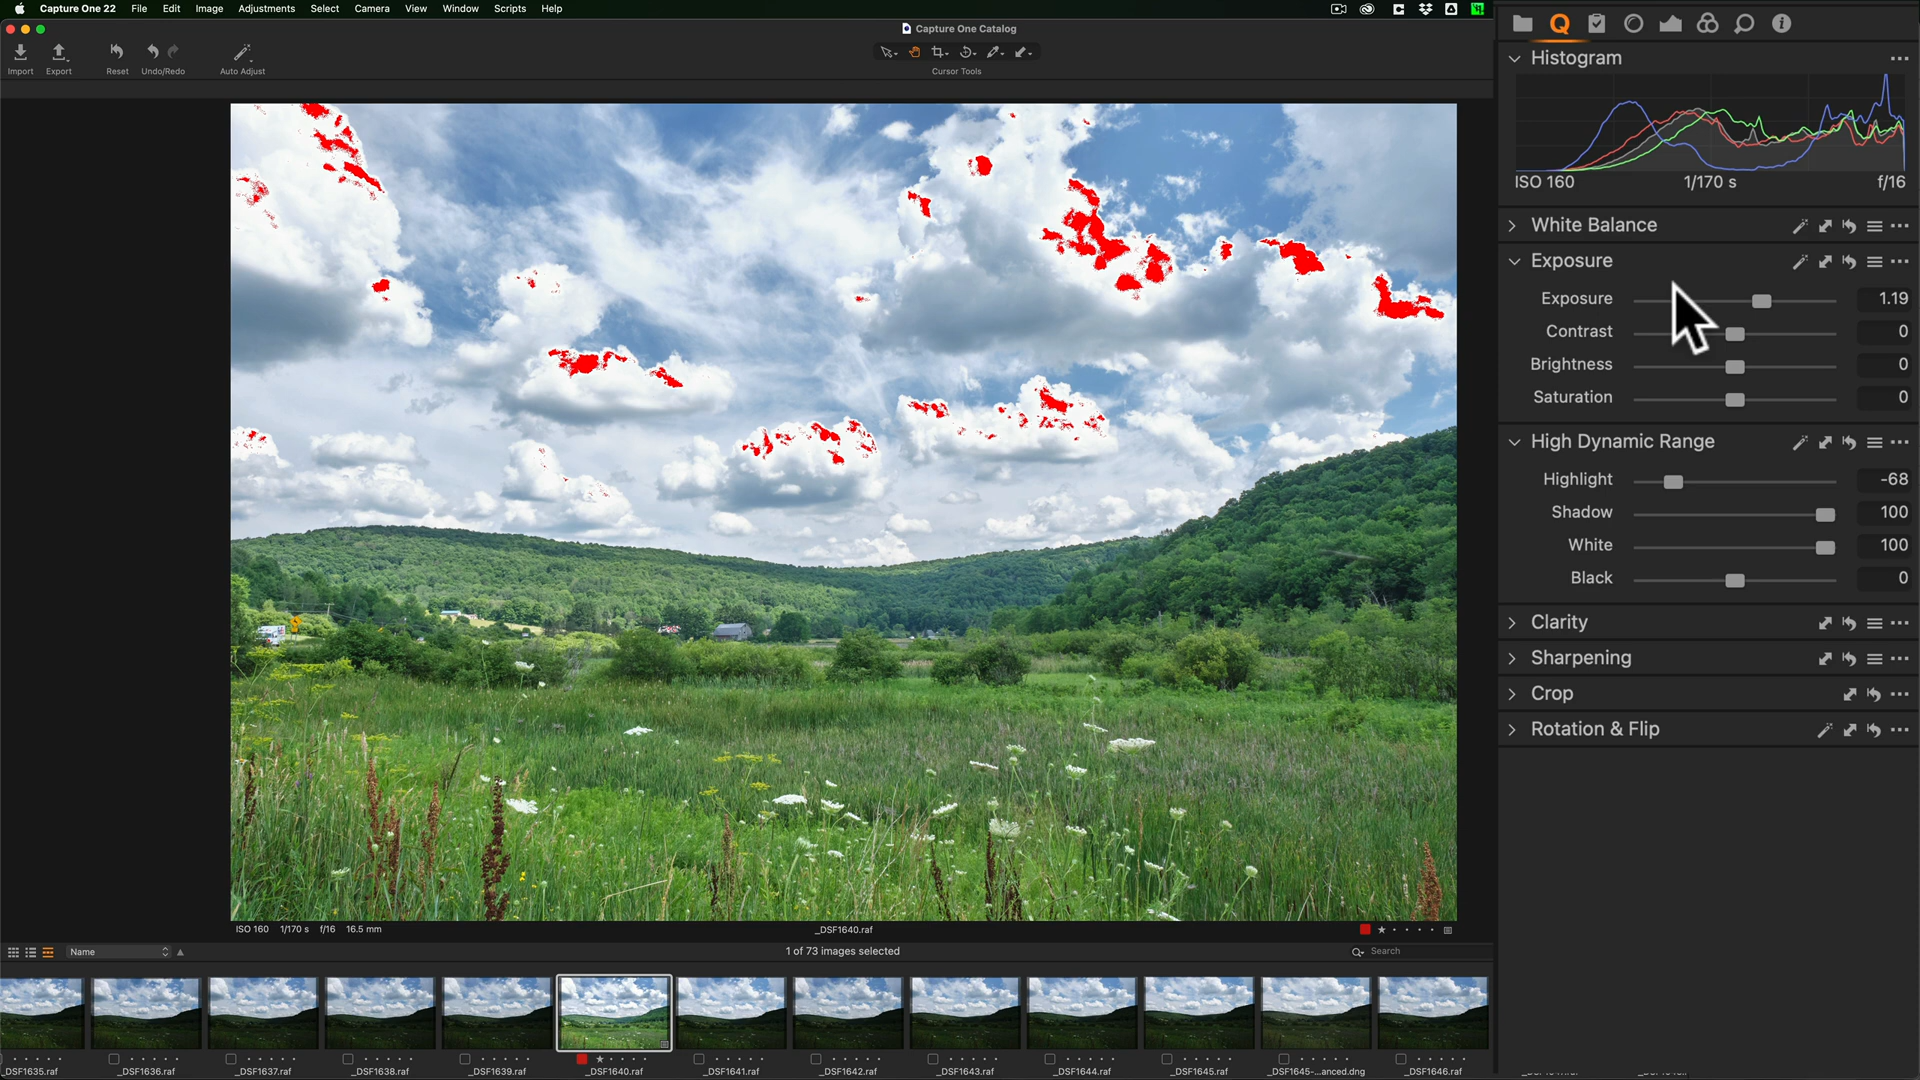 Capture One 22 File Edit Image Adjustments Select Camera View Window Scripts Help
Capture One Catalog
Import Export Reset Undo/Redo Auto Adjust Cursor Tools
Histogram
ISO 160 1/170 s f/16
White Balance
Exposure
Exposure 1.19
Contrast 0
Brightness 0
Saturation 0
High Dynamic Range
Highlight -68
Shadow 100
White 100
Black 0
Clarity
Sharpening
Crop
Rotation & Flip
ISO 160 1/170 s f/16 16.5 mm _DSF1640.raf
Name 1 of 73 images selected Search
_DSF1635.raf _DSF1636.raf _DSF1637.raf _DSF1638.raf _DSF1639.raf _DSF1640.raf _DSF1641.raf _DSF1642.raf _DSF1643.raf _DSF1644.raf _DSF1645.raf _DSF1645-...anced.dng _DSF1646.raf